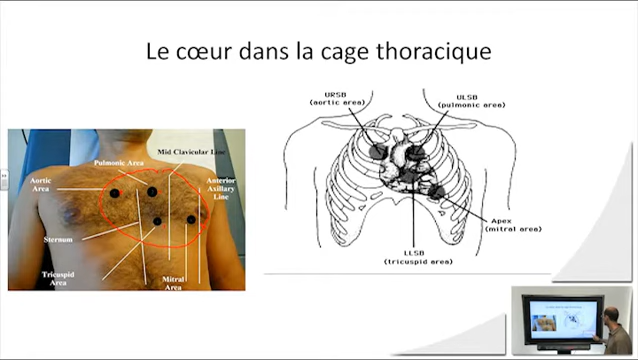 Le cœur dans la cage thoracique
URSB
(aortic area)
ULSB
(pulmonic area)
Apex
(mitral area)
LLSB
(tricuspid area)
Pulmonic Area
Mid Clavicular Line
Aortic
Area
Anterior
Axillary
Line
Sternum
Tricuspid
Area
Mitral
Area